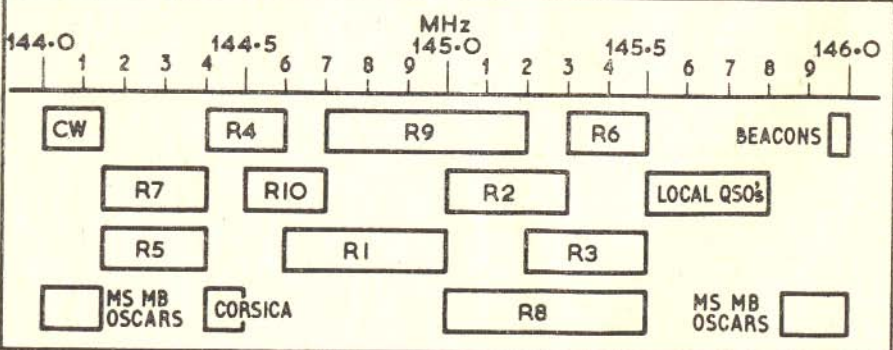 MHz
144·0 144·5 145·0 145·5 146·0
1 2 3 4 6 7 8 9 1 2 3 4 6 7 8 9
CW R4 R9 R6 BEACONS
R7 R10 R2 LOCAL QSO's
R5 R1 R3
MS MB OSCARS CORSICA R8 MS MB OSCARS